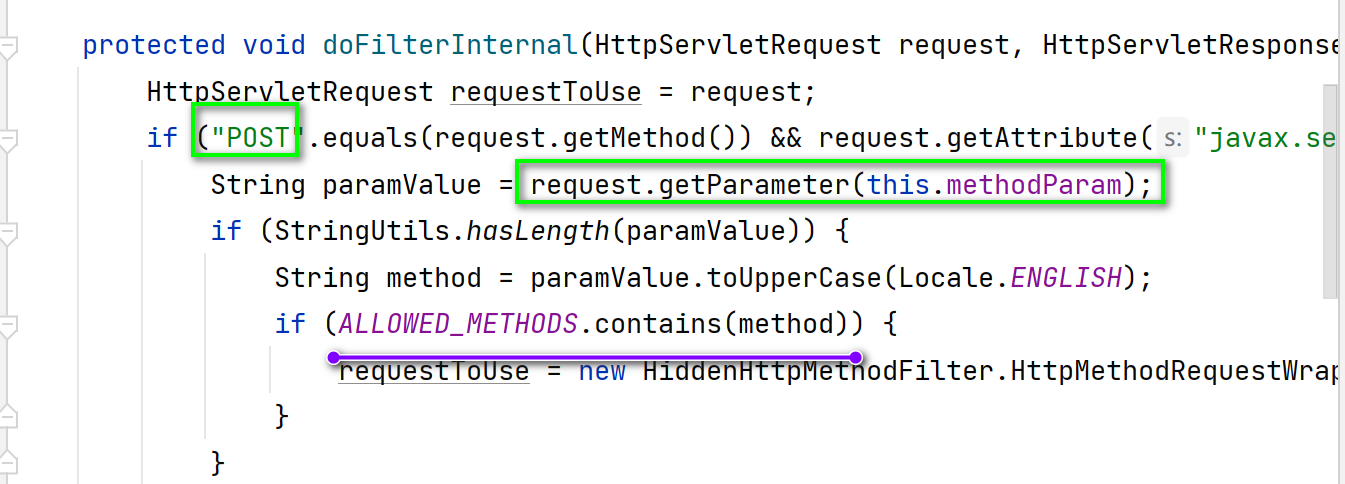 protected void doFilterInternal(HttpServletRequest request, HttpServletResponse
HttpServletRequest requestToUse = request;
if ("POST".equals(request.getMethod()) && request.getAttribute( s: "javax.se
String paramValue = request.getParameter(this.methodParam);
if (StringUtils.hasLength(paramValue)) {
String method = paramValue.toUpperCase(Locale.ENGLISH);
if (ALLOWED_METHODS.contains(method)) {
requestToUse = new HiddenHttpMethodFilter.HttpMethodRequestWrap
}
}